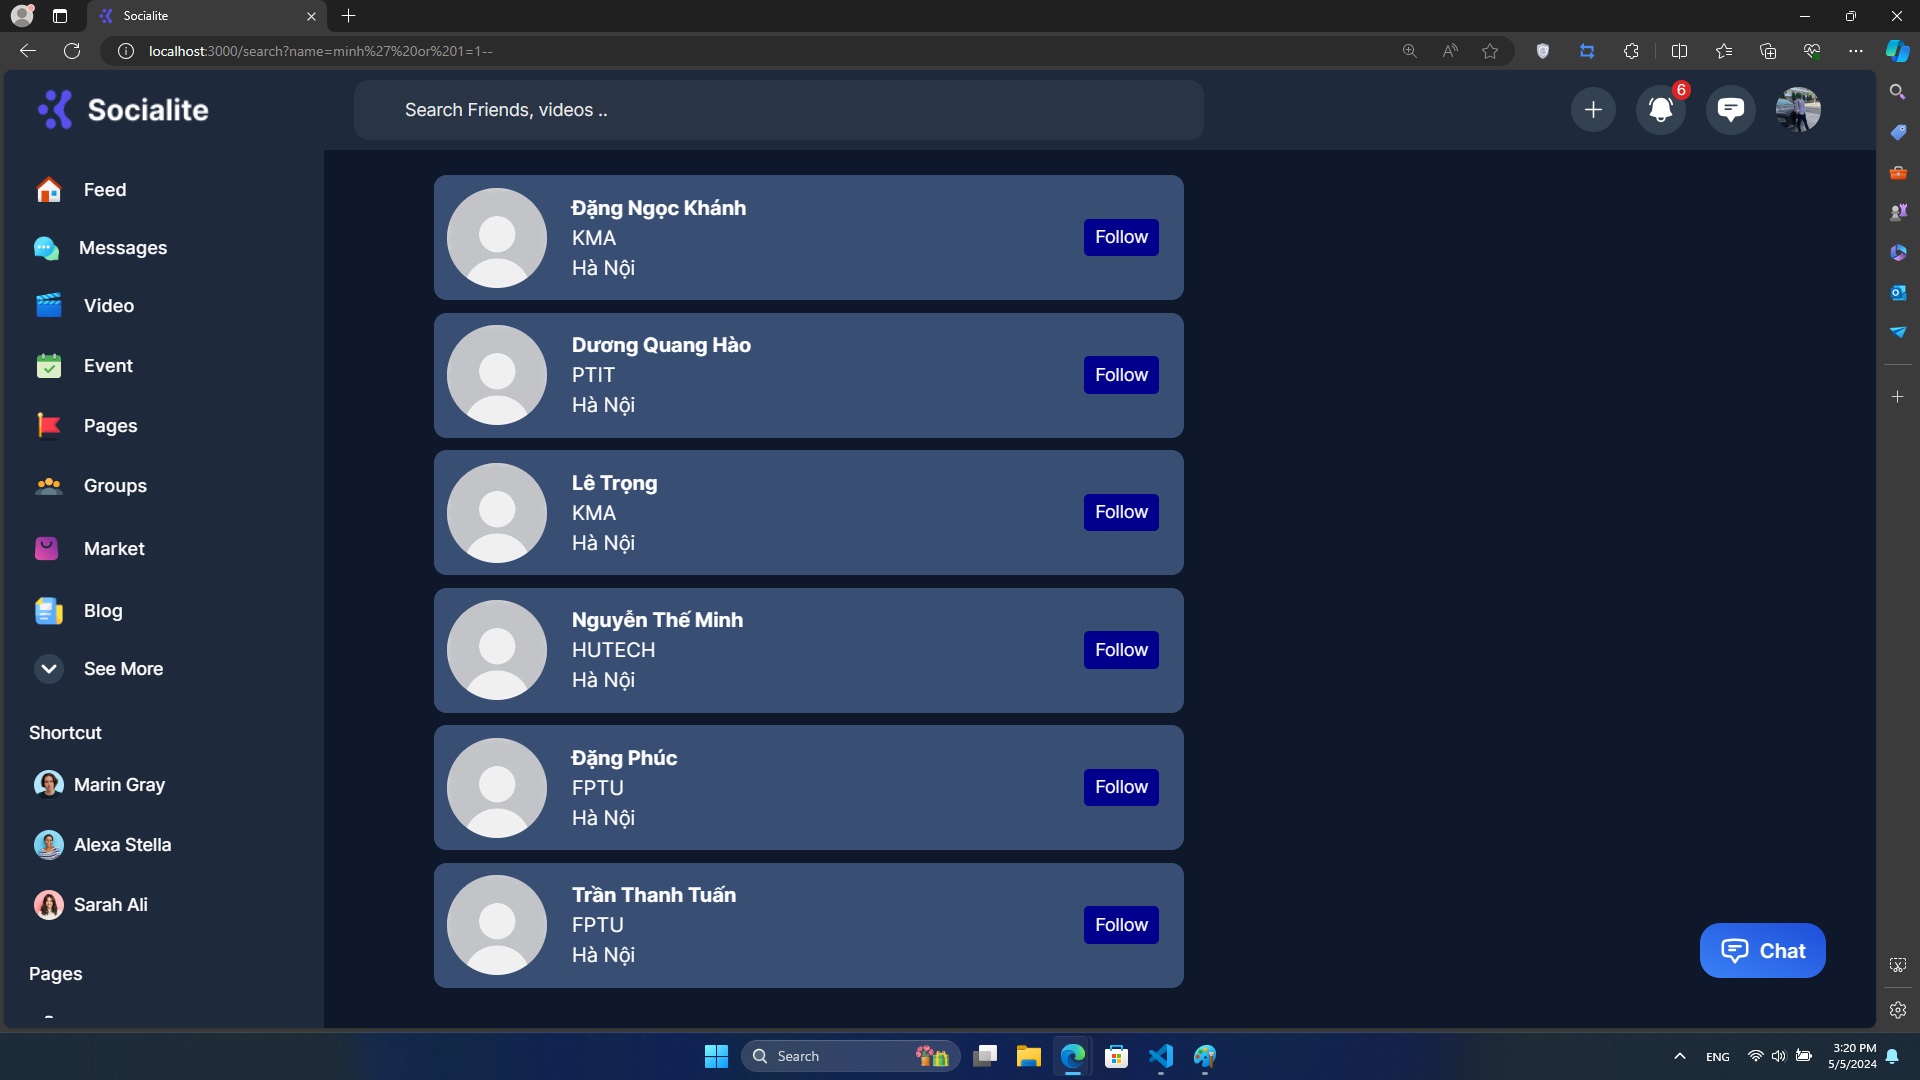 Socialite
localhost:3000/search?name=minh%27%20or%201=1--
Socialite
Search Friends, videos ..
6
Feed
Messages
Video
Event
Pages
Groups
Market
Blog
See More
Shortcut
Marin Gray
Alexa Stella
Sarah Ali
Pages
Đặng Ngọc Khánh
KMA
Hà Nội
Follow
Dương Quang Hào
PTIT
Hà Nội
Follow
Lê Trọng
KMA
Hà Nội
Follow
Nguyễn Thế Minh
HUTECH
Hà Nội
Follow
Đặng Phúc
FPTU
Hà Nội
Follow
Trần Thanh Tuấn
FPTU
Hà Nội
Follow
Chat
Search
ENG
3:20 PM
5/5/2024